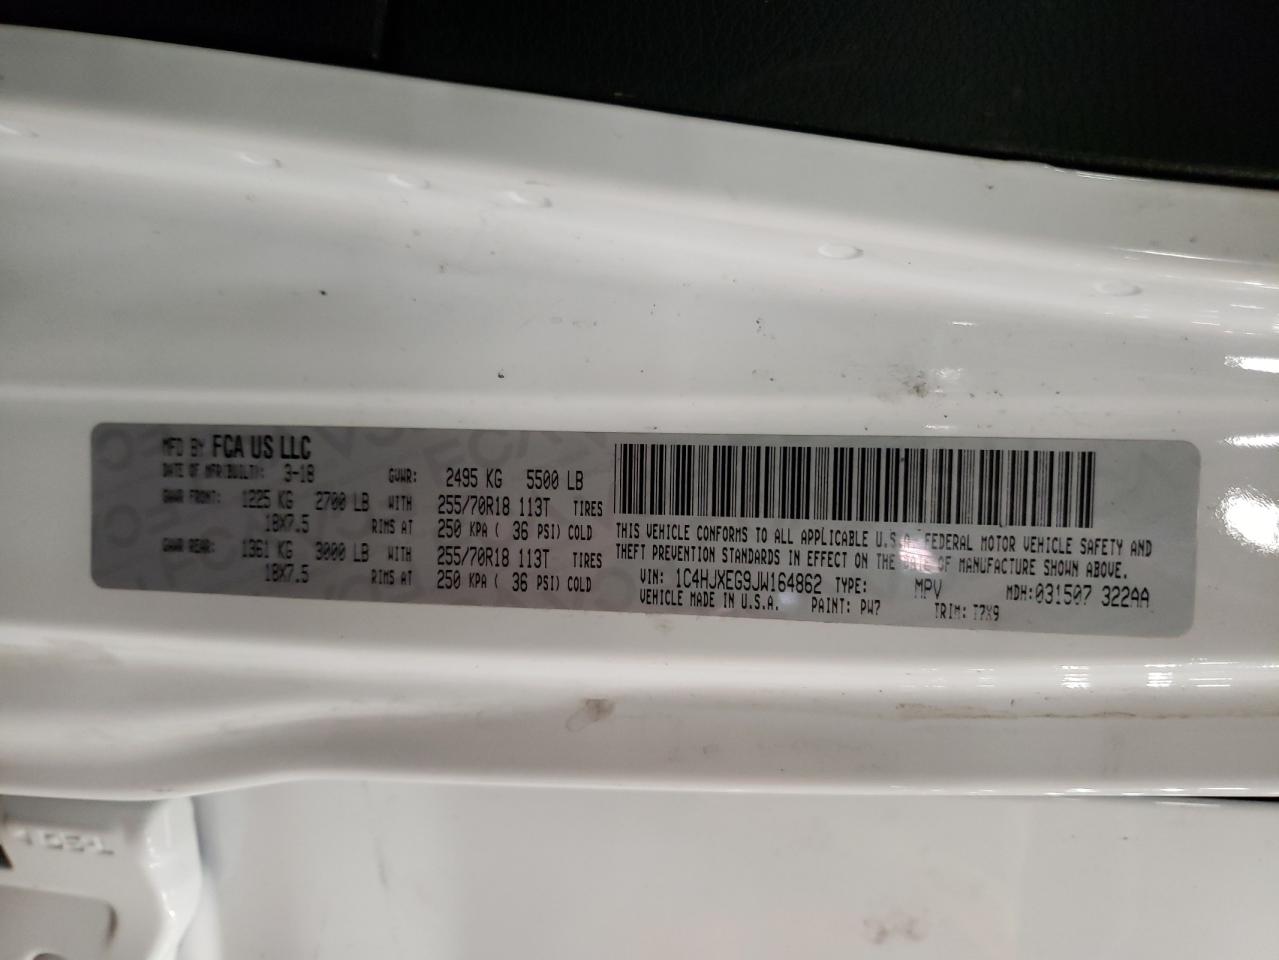 MFD BY FCA US LLC
DATE OF MFR(BUILT): 3-18 GVWR: 2495 KG 5500 LB
GAWR FRONT: 1225 KG 2700 LB WITH 255/70R18 113T TIRES
18X7.5 RIMS AT 250 KPA ( 36 PSI) COLD
GAWR REAR: 1361 KG 3000 LB WITH 255/70R18 113T TIRES
18X7.5 RIMS AT 250 KPA ( 36 PSI) COLD
THIS VEHICLE CONFORMS TO ALL APPLICABLE U.S.A. FEDERAL MOTOR VEHICLE SAFETY AND
THEFT PREVENTION STANDARDS IN EFFECT ON THE DATE OF MANUFACTURE SHOWN ABOVE.
VIN: 1C4HJXEG9JW164862 TYPE: MPV MDH:031507 322AA
VEHICLE MADE IN U.S.A. PAINT: PW7 TRIM: T7X9